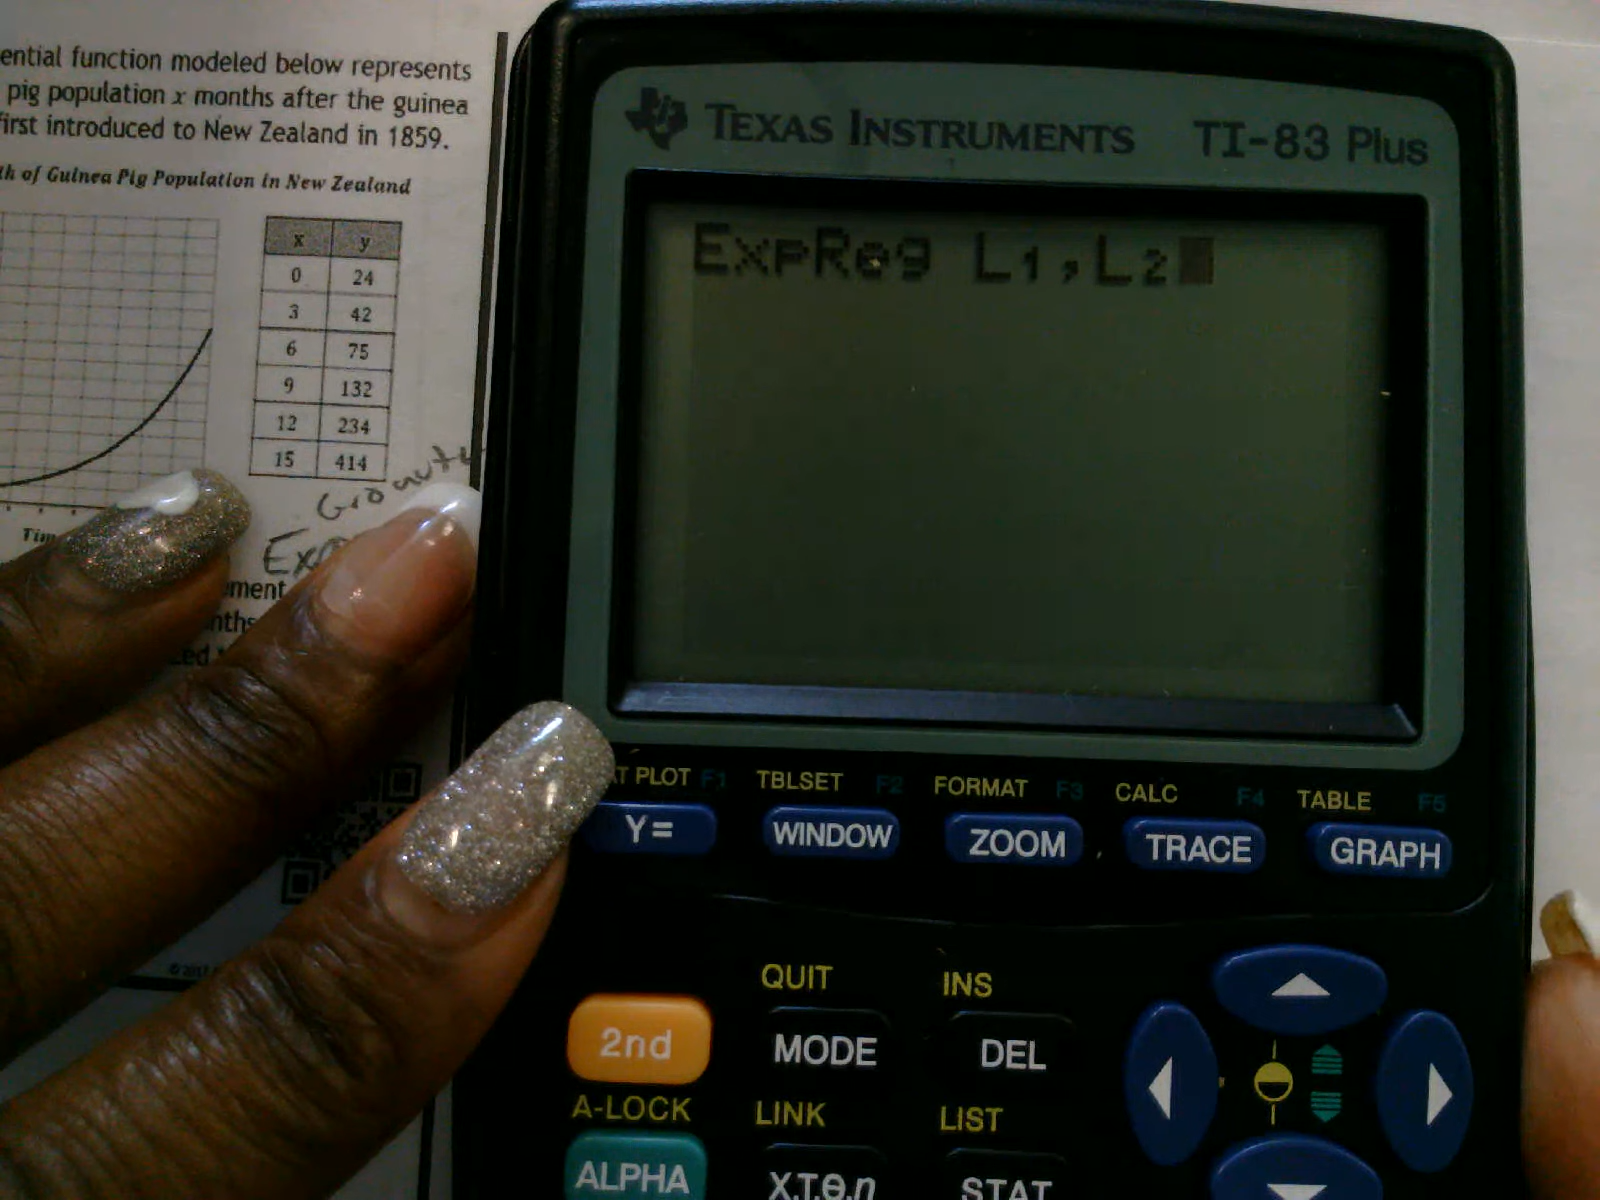 ential function modeled below represents
pig population x months after the guinea
first introduced to New Zealand in 1859.
th of Guinea Pig Population in New Zealand
x y
0 24
3 42
6 75
9 132
12 234
15 414
TEXAS INSTRUMENTS TI-83 Plus
ExpReg L1,L2
AT PLOT F1 TBLSET F2 FORMAT F3 CALC F4 TABLE F5
Y= WINDOW ZOOM TRACE GRAPH
QUIT INS
2nd MODE DEL
A-LOCK LINK LIST
ALPHA X,T,θ,n STAT